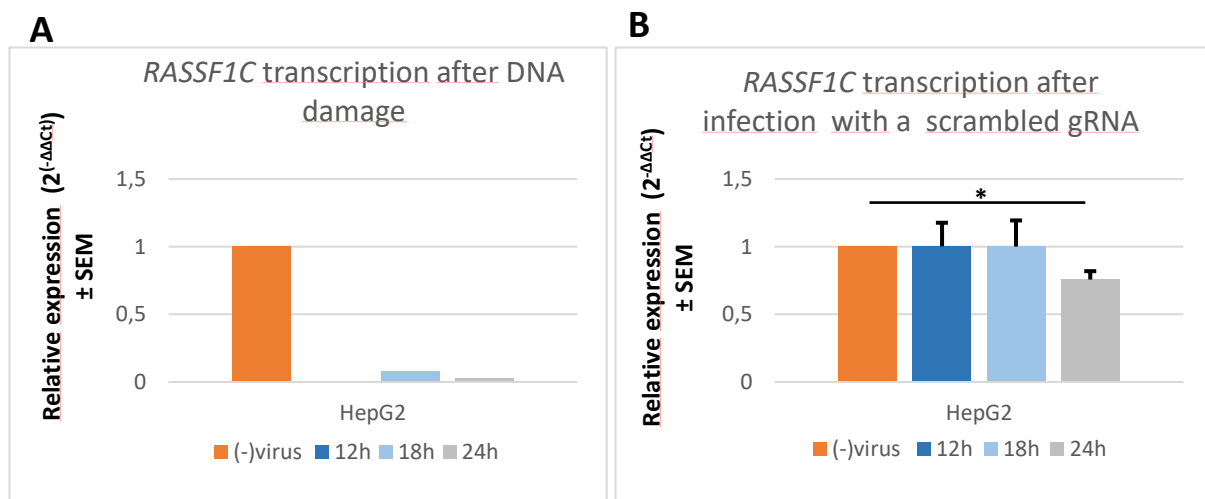 A
RASSF1C transcription after DNA
damage
Relative expression (2(-ΔΔCt))
± SEM
1,5
1
0,5
0
HepG2
(-)virus 12h 18h 24h
B
RASSF1C transcription after
infection with a scrambled gRNA
Relative expression (2-ΔΔCt)
± SEM
1,5
1
0,5
0
*
HepG2
(-)virus 12h 18h 24h